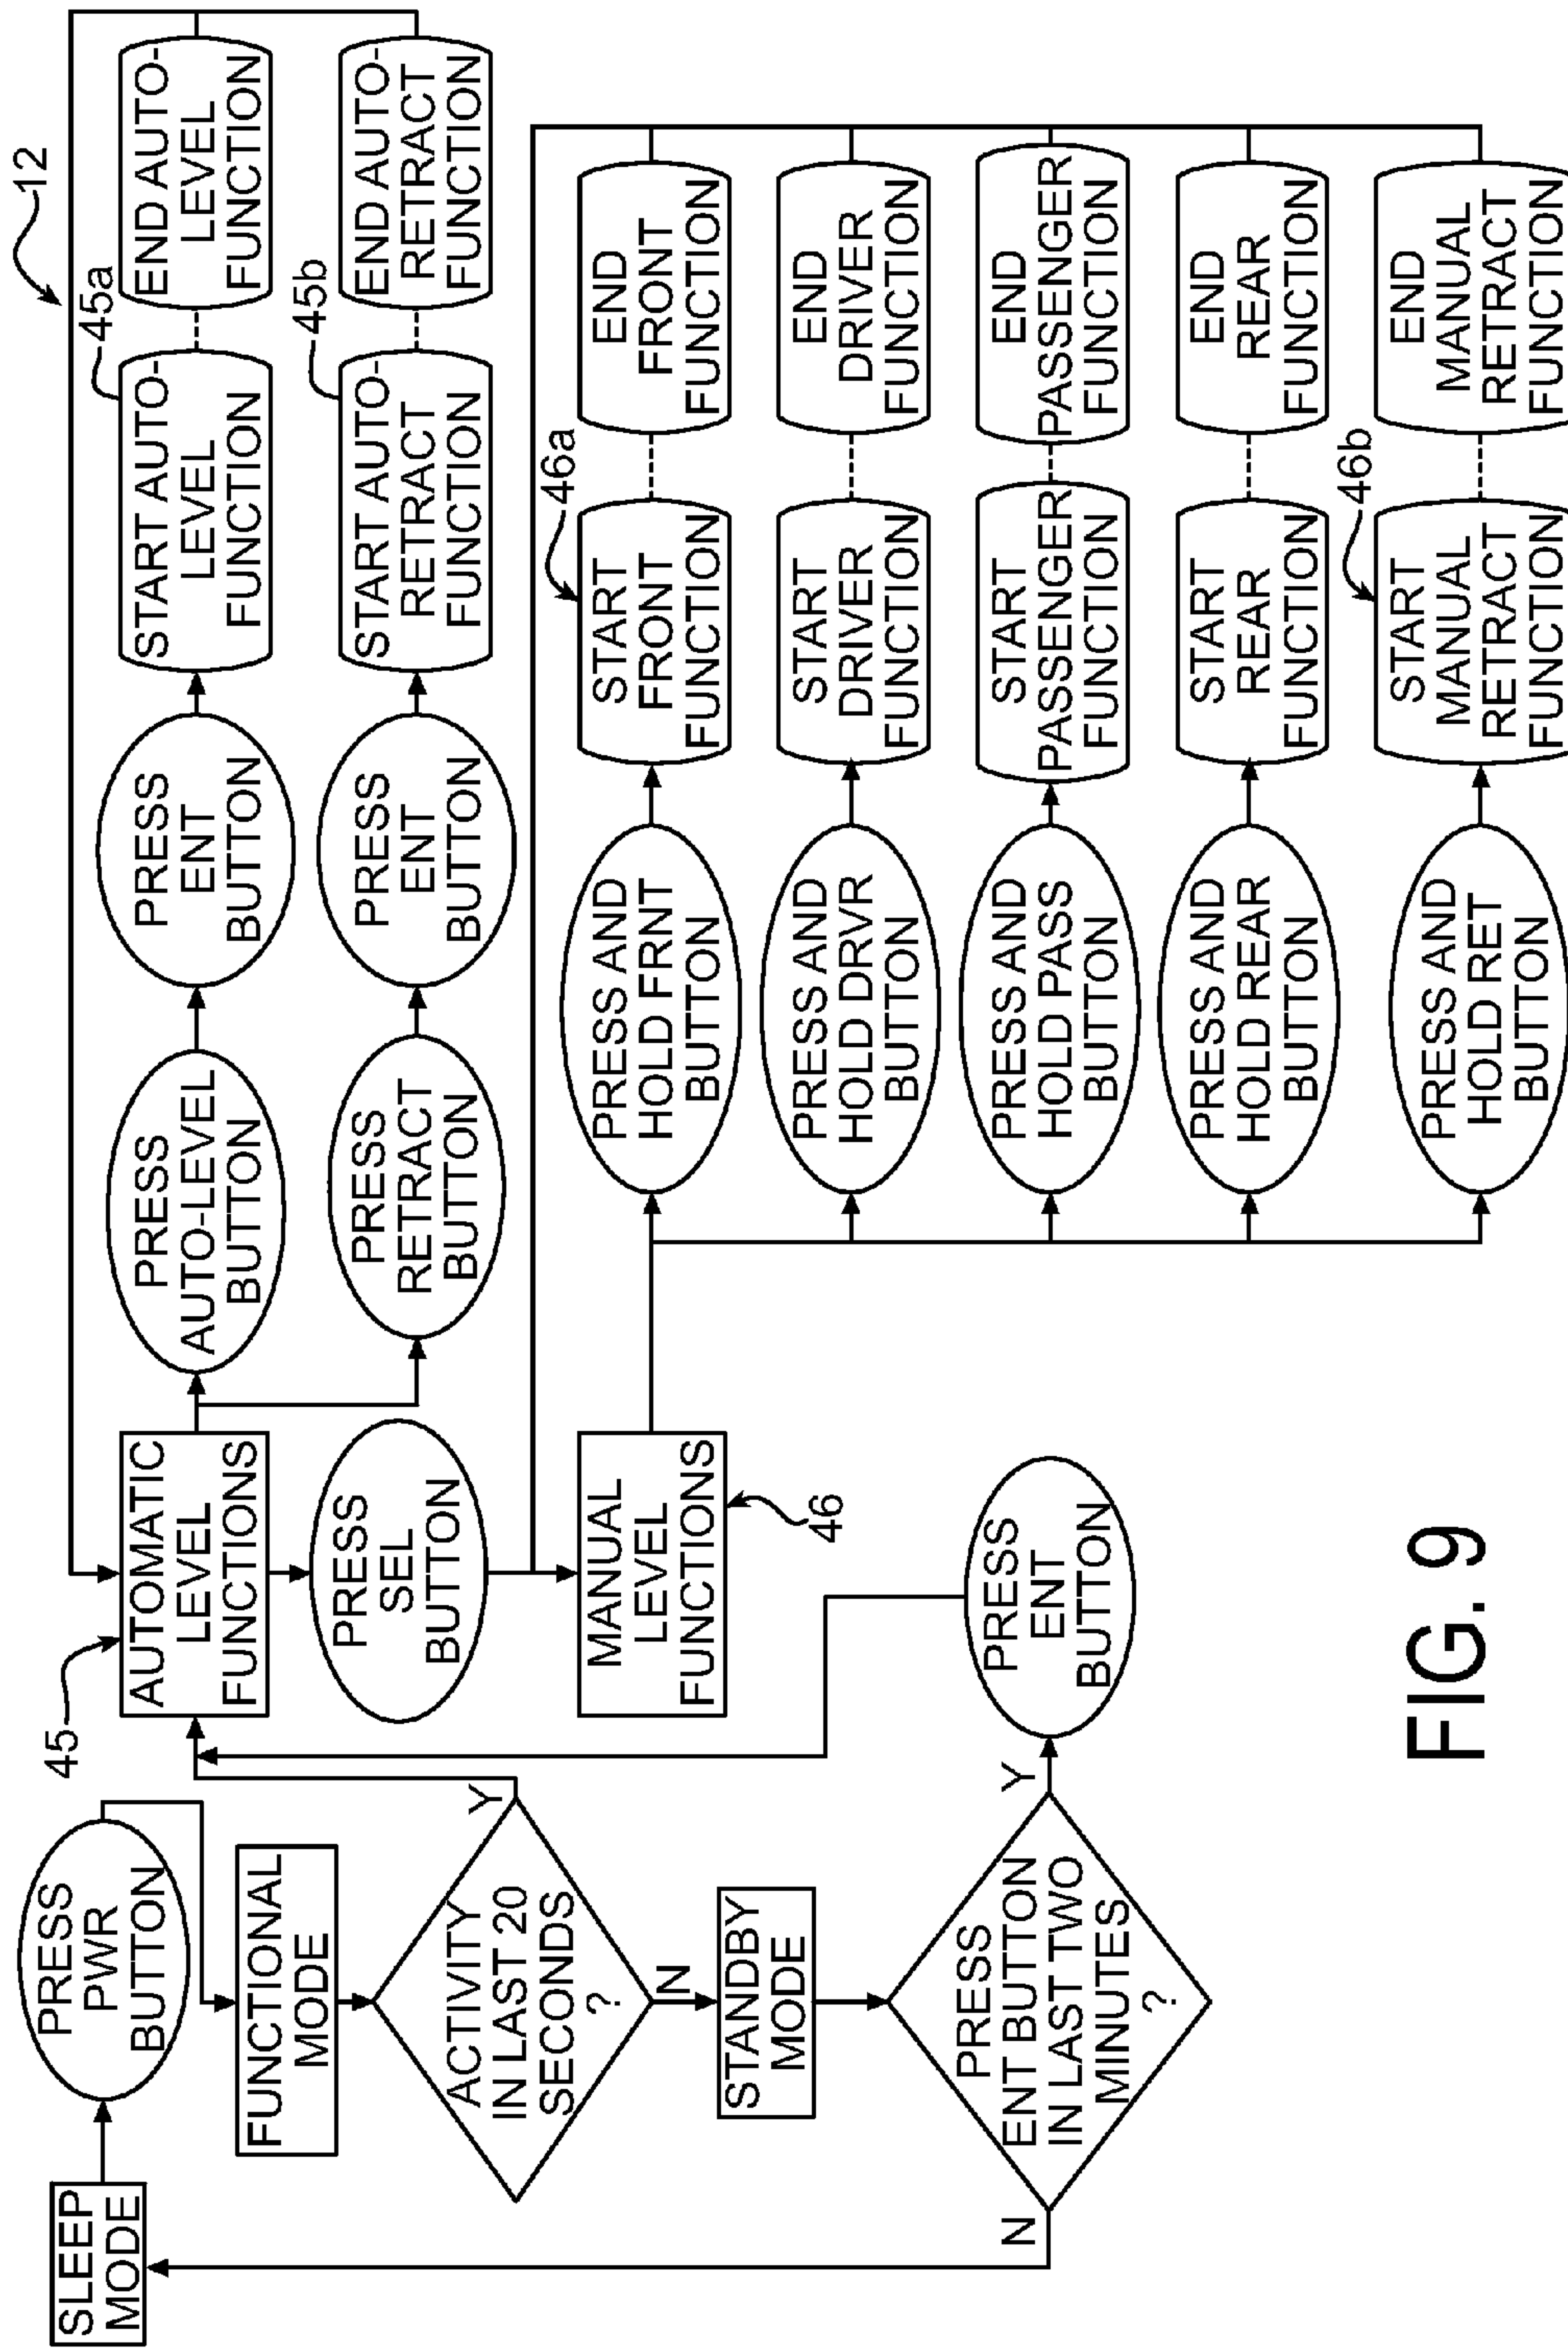 SLEEP
MODE
PRESS
PWR
BUTTON
FUNCTIONAL
MODE
ACTIVITY
IN LAST 20
SECONDS
?
Y
N
STANDBY
MODE
PRESS
ENT BUTTON
IN LAST TWO
MINUTES
?
N
Y
PRESS
ENT
BUTTON
45
AUTOMATIC
LEVEL
FUNCTIONS
PRESS
SEL
BUTTON
MANUAL
LEVEL
FUNCTIONS
46
12
PRESS
AUTO-LEVEL
BUTTON
PRESS
ENT
BUTTON
45a
START AUTO-
LEVEL
FUNCTION
END AUTO-
LEVEL
FUNCTION
PRESS
RETRACT
BUTTON
PRESS
ENT
BUTTON
45b
START AUTO-
RETRACT
FUNCTION
END AUTO-
RETRACT
FUNCTION
PRESS AND
HOLD FRNT
BUTTON
46a
START
FRONT
FUNCTION
END
FRONT
FUNCTION
PRESS AND
HOLD DRVR
BUTTON
START
DRIVER
FUNCTION
END
DRIVER
FUNCTION
PRESS AND
HOLD PASS
BUTTON
START
PASSENGER
FUNCTION
END
PASSENGER
FUNCTION
PRESS AND
HOLD REAR
BUTTON
START
REAR
FUNCTION
END
REAR
FUNCTION
PRESS AND
HOLD RET
BUTTON
46b
START
MANUAL
RETRACT
FUNCTION
END
MANUAL
RETRACT
FUNCTION
FIG. 9